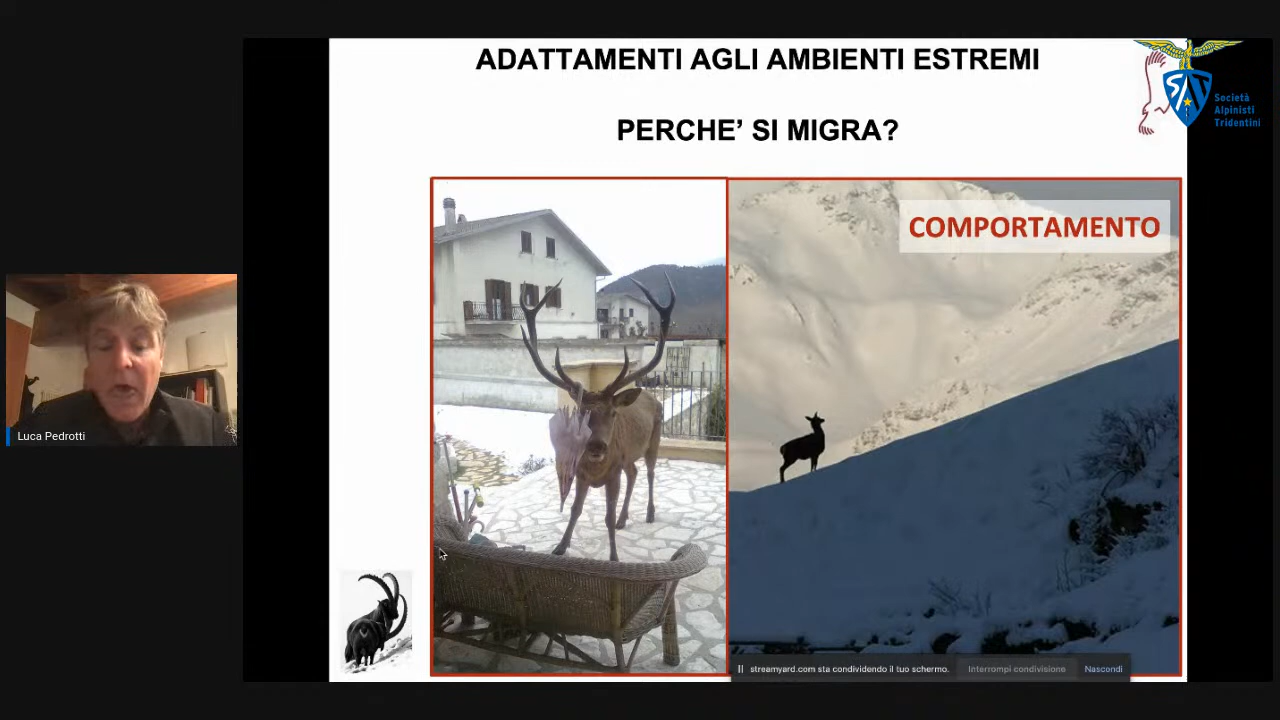 ADATTAMENTI AGLI AMBIENTI ESTREMI
PERCHE' SI MIGRA?
SAT
Società
Alpinisti
Tridentini
COMPORTAMENTO
Luca Pedrotti
streamyard.com sta condividendo il tuo schermo.
Interrompi condivisione
Nascondi